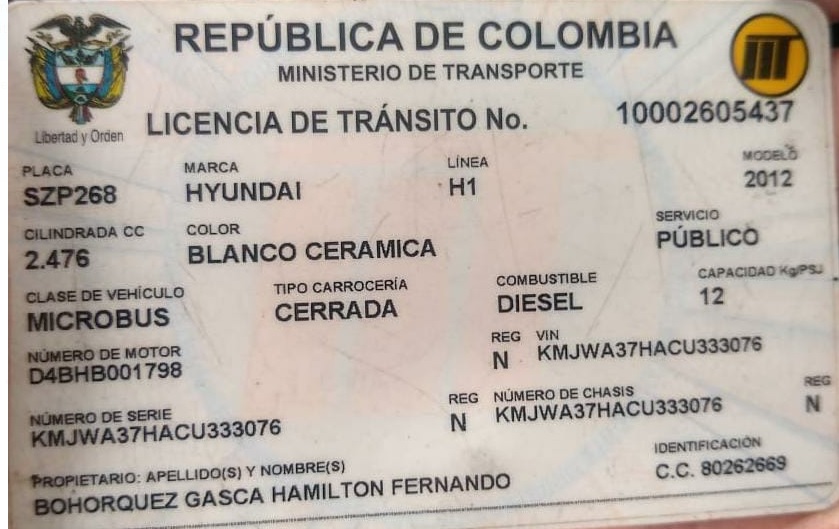 REPÚBLICA DE COLOMBIA
MINISTERIO DE TRANSPORTE
Libertad y Orden
LICENCIA DE TRÁNSITO No. 10002605437
PLACA MARCA LÍNEA MODELO
SZP268 HYUNDAI H1 2012
CILINDRADA CC COLOR SERVICIO
2.476 BLANCO CERAMICA PÚBLICO
CLASE DE VEHÍCULO TIPO CARROCERÍA COMBUSTIBLE CAPACIDAD Kg/PSJ
MICROBUS CERRADA DIESEL 12
NÚMERO DE MOTOR REG VIN
D4BHB001798 N KMJWA37HACU333076
NÚMERO DE SERIE REG NÚMERO DE CHASIS REG
KMJWA37HACU333076 N KMJWA37HACU333076 N
PROPIETARIO: APELLIDO(S) Y NOMBRE(S) IDENTIFICACIÓN
BOHORQUEZ GASCA HAMILTON FERNANDO C.C. 80262669